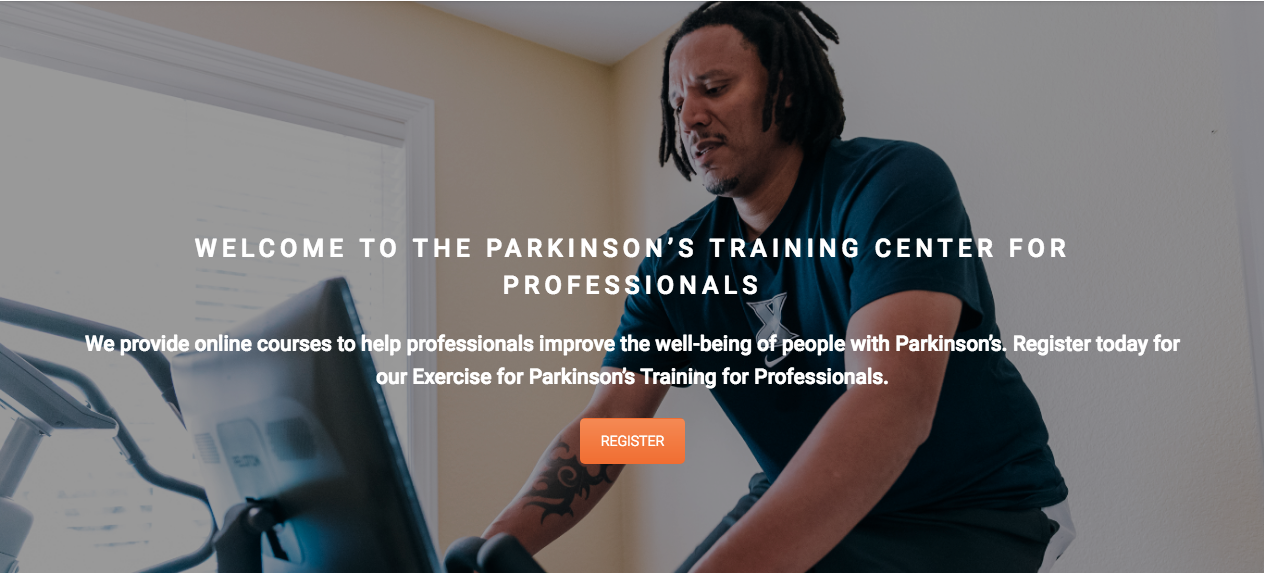 WELCOME TO THE PARKINSON’S TRAINING CENTER FOR
PROFESSIONALS
We provide online courses to help professionals improve the well-being of people with Parkinson’s. Register today for
our Exercise for Parkinson’s Training for Professionals.
REGISTER